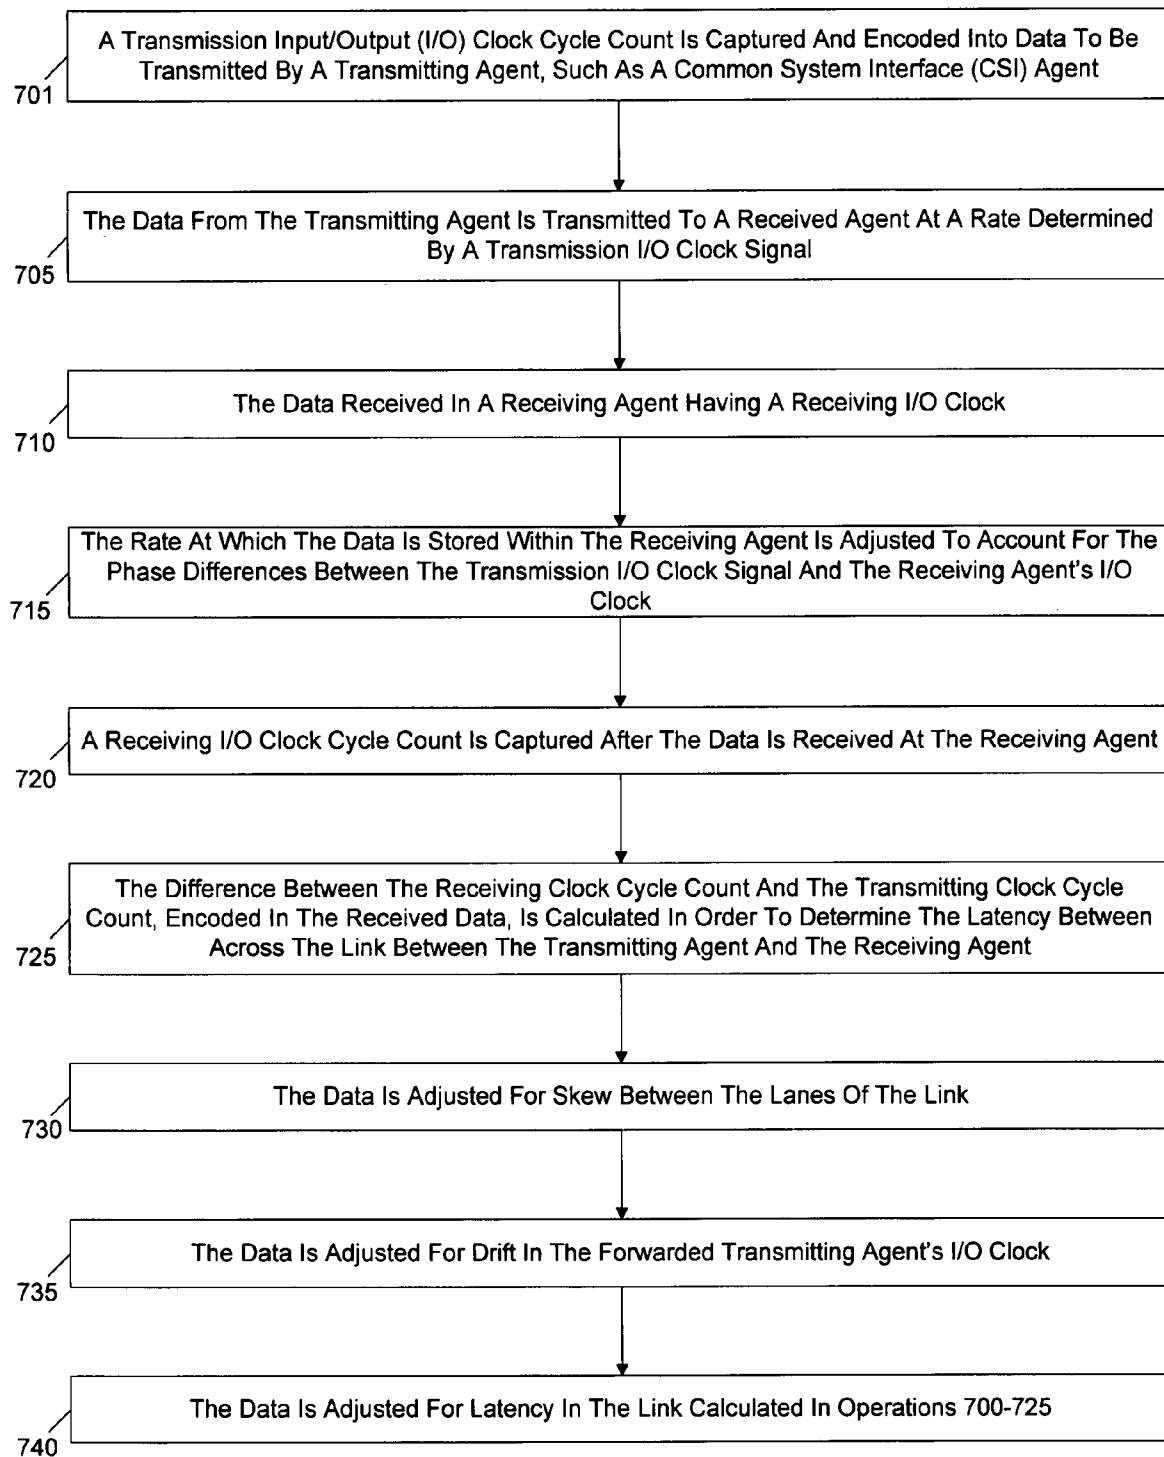 A Transmission Input/Output (I/O) Clock Cycle Count Is Captured And Encoded Into Data To Be
Transmitted By A Transmitting Agent, Such As A Common System Interface (CSI) Agent
701
The Data From The Transmitting Agent Is Transmitted To A Received Agent At A Rate Determined
By A Transmission I/O Clock Signal
705
The Data Received In A Receiving Agent Having A Receiving I/O Clock
710
The Rate At Which The Data Is Stored Within The Receiving Agent Is Adjusted To Account For The
Phase Differences Between The Transmission I/O Clock Signal And The Receiving Agent's I/O
Clock
715
A Receiving I/O Clock Cycle Count Is Captured After The Data Is Received At The Receiving Agent
720
The Difference Between The Receiving Clock Cycle Count And The Transmitting Clock Cycle
Count, Encoded In The Received Data, Is Calculated In Order To Determine The Latency Between
Across The Link Between The Transmitting Agent And The Receiving Agent
725
The Data Is Adjusted For Skew Between The Lanes Of The Link
730
The Data Is Adjusted For Drift In The Forwarded Transmitting Agent's I/O Clock
735
The Data Is Adjusted For Latency In The Link Calculated In Operations 700-725
740